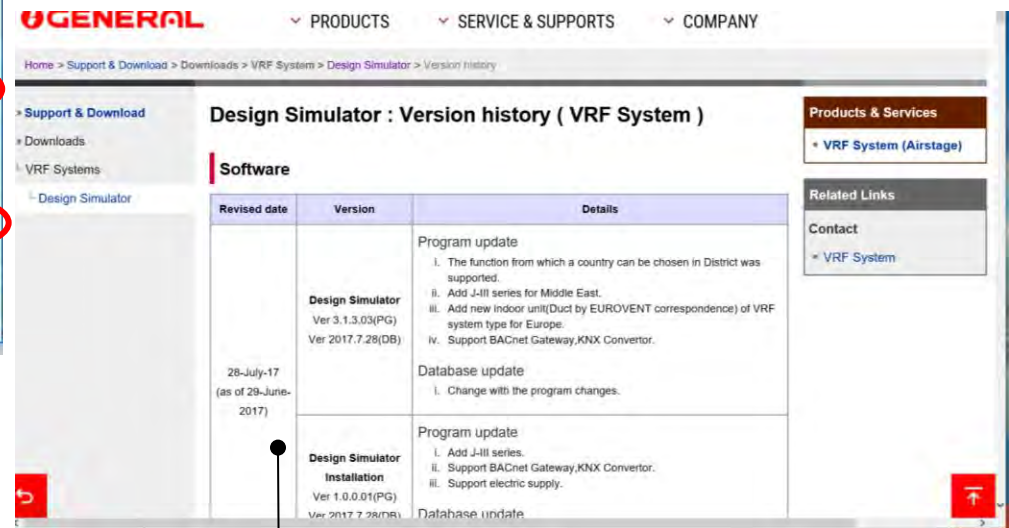 GENERAL
PRODUCTS
SERVICE & SUPPORTS
COMPANY
Home > Support & Download > Downloads > VRF System > Design Simulator > Version history
Support & Download
Downloads
VRF Systems
Design Simulator
Design Simulator : Version history ( VRF System )
Software
Revised date Version Details
28-July-17
(as of 29-June-
2017)
Design Simulator
Ver 3.1.3.03(PG)
Ver 2017.7.28(DB)
Program update
i. The function from which a country can be chosen in District was
supported.
ii. Add J-III series for Middle East.
iii. Add new indoor unit(Duct by EUROVENT correspondence) of VRF
system type for Europe.
iv. Support BACnet Gateway,KNX Convertor.
Database update
i. Change with the program changes.
Design Simulator
Installation
Ver 1.0.0.01(PG)
Ver 2017.7.28(DB)
Program update
i. Add J-III series.
ii. Support BACnet Gateway,KNX Convertor.
iii. Support electric supply.
Database update
Products & Services
VRF System (Airstage)
Related Links
Contact
VRF System